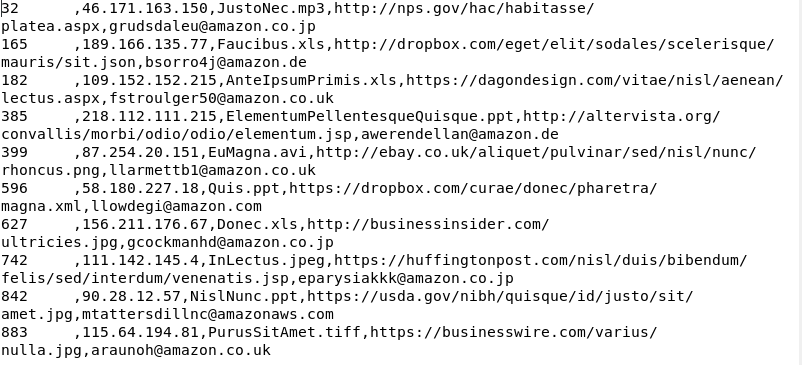 32      ,46.171.163.150,JustoNec.mp3,http://nps.gov/hac/habitasse/
platea.aspx,grudsdaleu@amazon.co.jp
165     ,189.166.135.77,Faucibus.xls,http://dropbox.com/eget/elit/sodales/scelerisque/
mauris/sit.json,bsorro4j@amazon.de
182     ,109.152.152.215,AnteIpsumPrimis.xls,https://dagondesign.com/vitae/nisl/aenean/
lectus.aspx,fstroulger50@amazon.co.uk
385     ,218.112.111.215,ElementumPellentesqueQuisque.ppt,http://altervista.org/
convallis/morbi/odio/odio/elementum.jsp,awerendellan@amazon.de
399     ,87.254.20.151,EuMagna.avi,http://ebay.co.uk/aliquet/pulvinar/sed/nisl/nunc/
rhoncus.png,llarmettb1@amazon.co.uk
596     ,58.180.227.18,Quis.ppt,https://dropbox.com/curae/donec/pharetra/
magna.xml,llowdegi@amazon.com
627     ,156.211.176.67,Donec.xls,http://businessinsider.com/
ultricies.jpg,gcockmanhd@amazon.co.jp
742     ,111.142.145.4,InLectus.jpeg,https://huffingtonpost.com/nisl/duis/bibendum/
felis/sed/interdum/venenatis.jsp,eparysiakkk@amazon.co.jp
842     ,90.28.12.57,NislNunc.ppt,https://usda.gov/nibh/quisque/id/justo/sit/
amet.jpg,mtattersdillnc@amazonaws.com
883     ,115.64.194.81,PurusSitAmet.tiff,https://businesswire.com/varius/
nulla.jpg,araunoh@amazon.co.uk